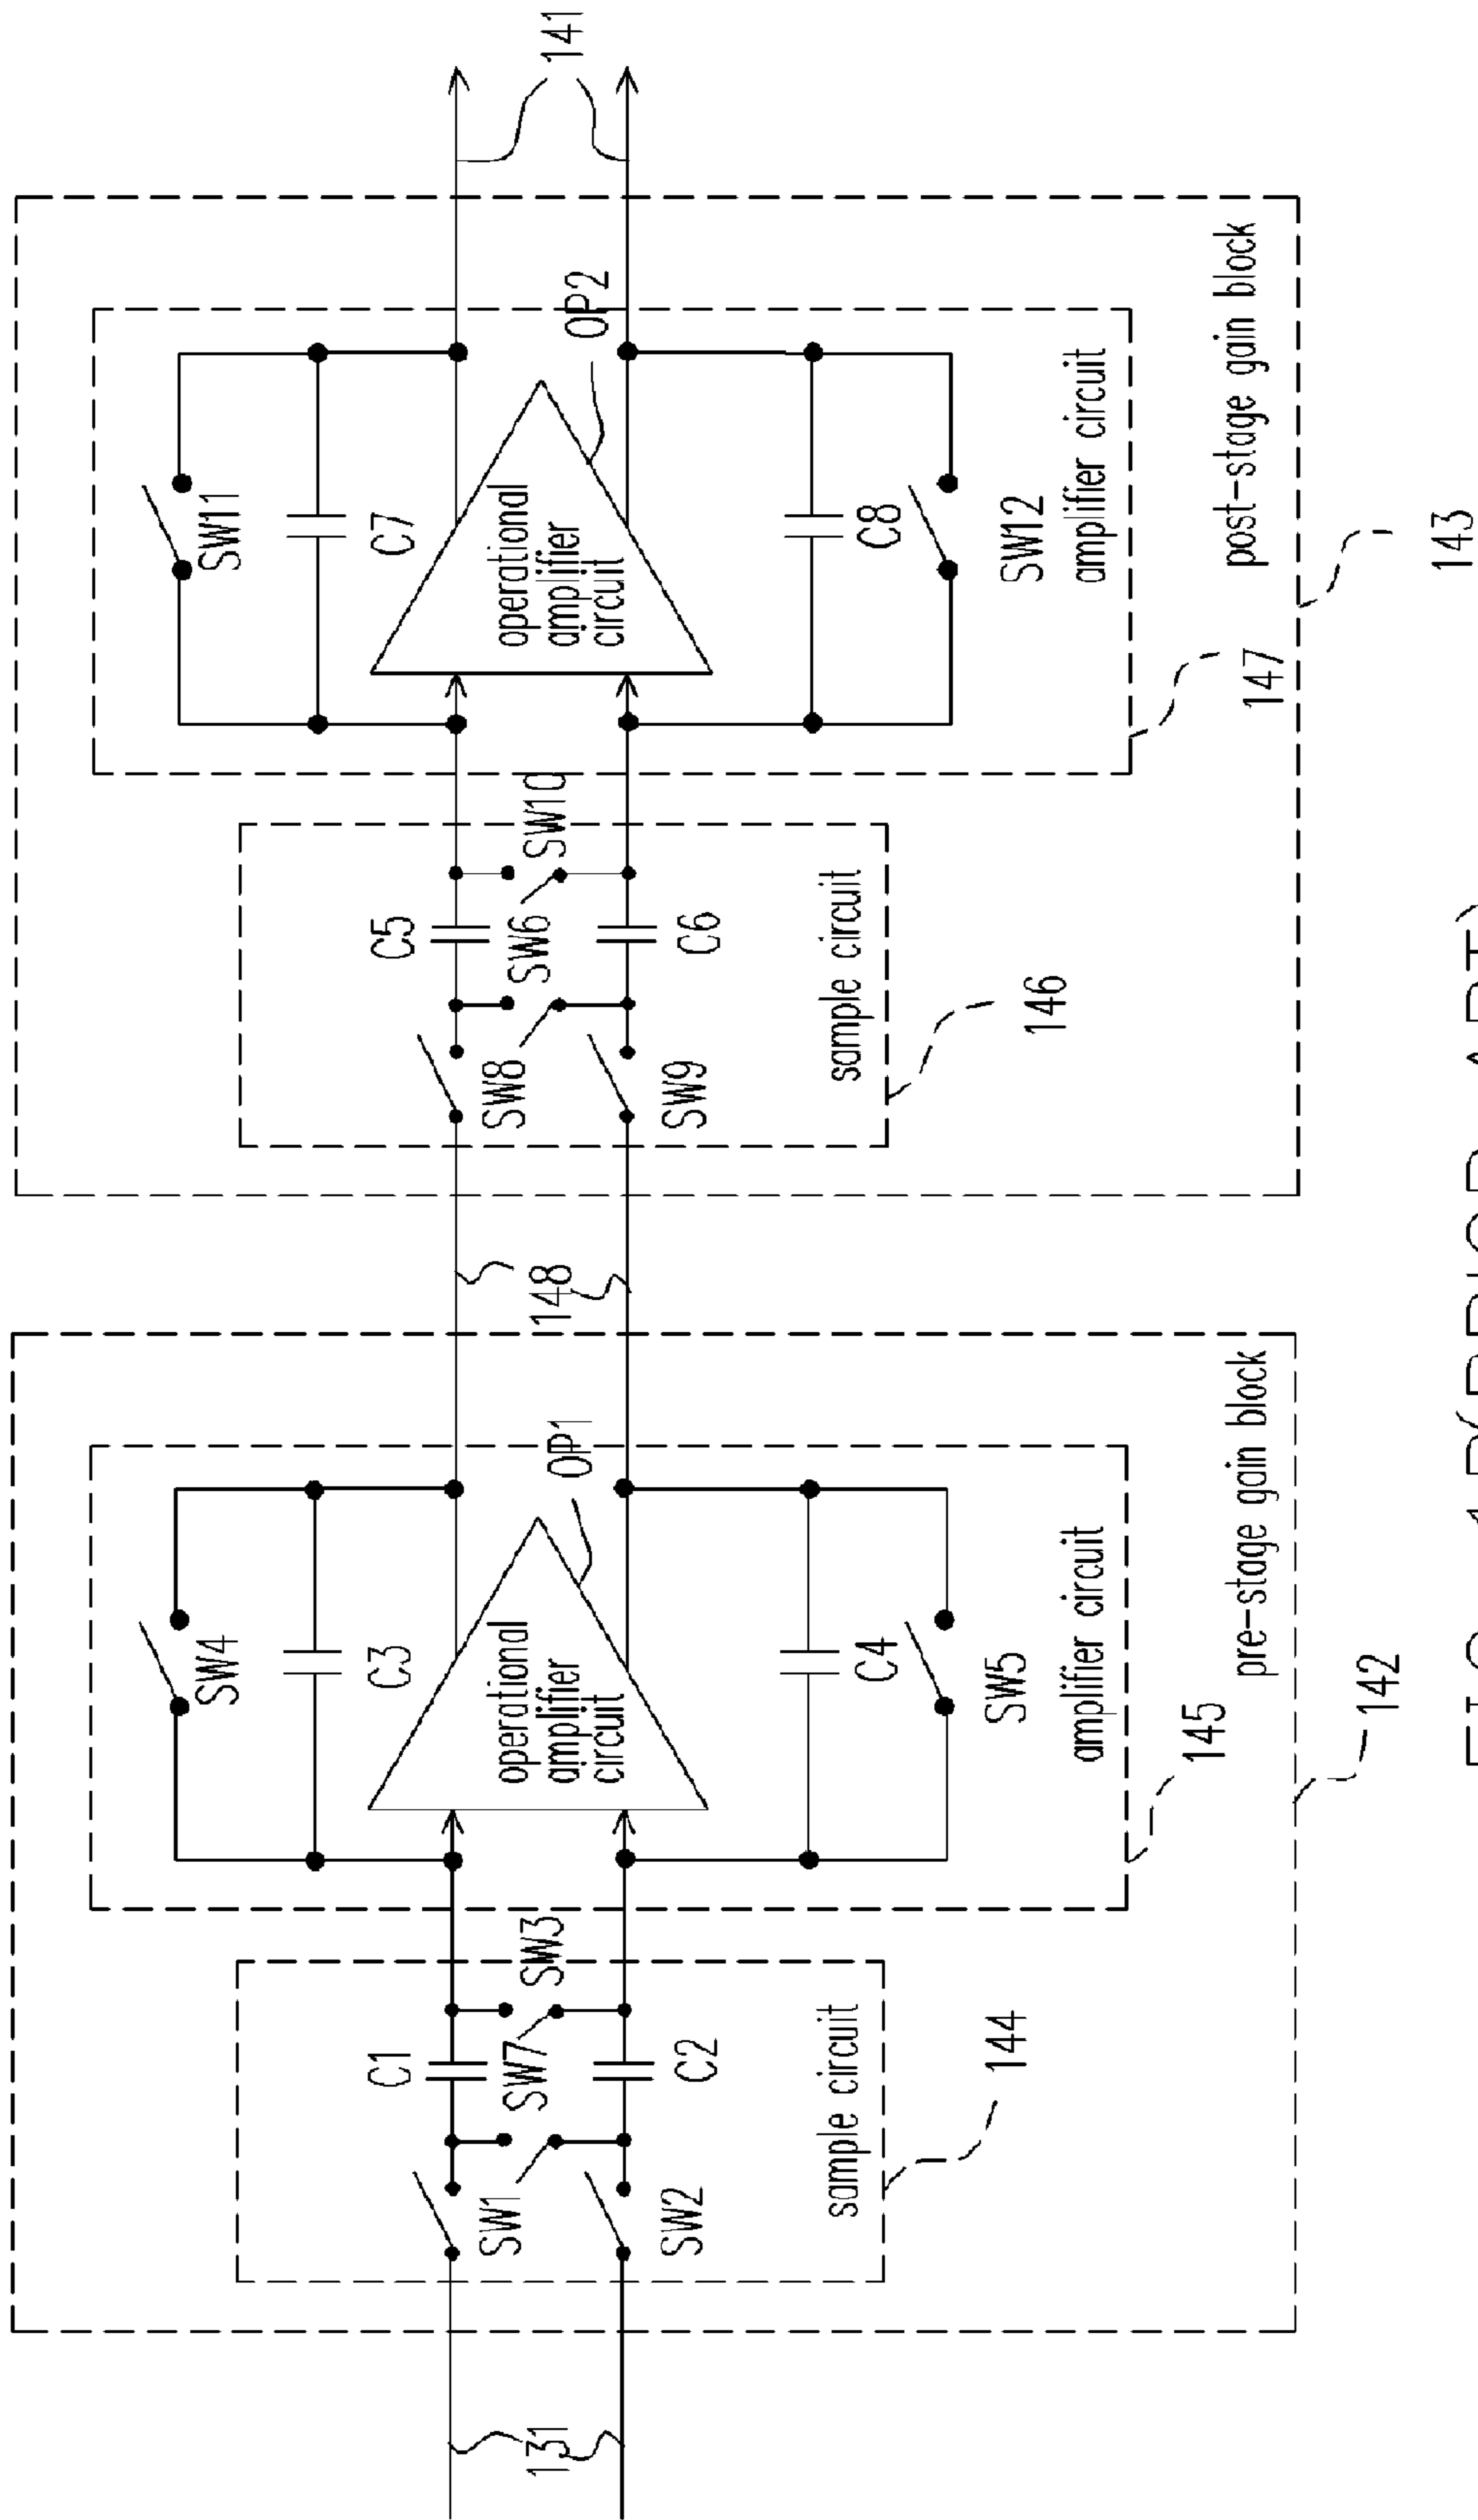 131
SW1
SW2
C1
SW7
C2
SW3
sample circuit
144
SW4
C3
operational
amplifier
circuit
OP1
C4
SW5
amplifier circuit
145
pre-stage gain block
142
148
SW8
SW9
C5
SW6
C6
SW10
sample circuit
146
SW11
C7
operational
amplifier
circuit
OP2
C8
SW12
amplifier circuit
147
post-stage gain block
143
141